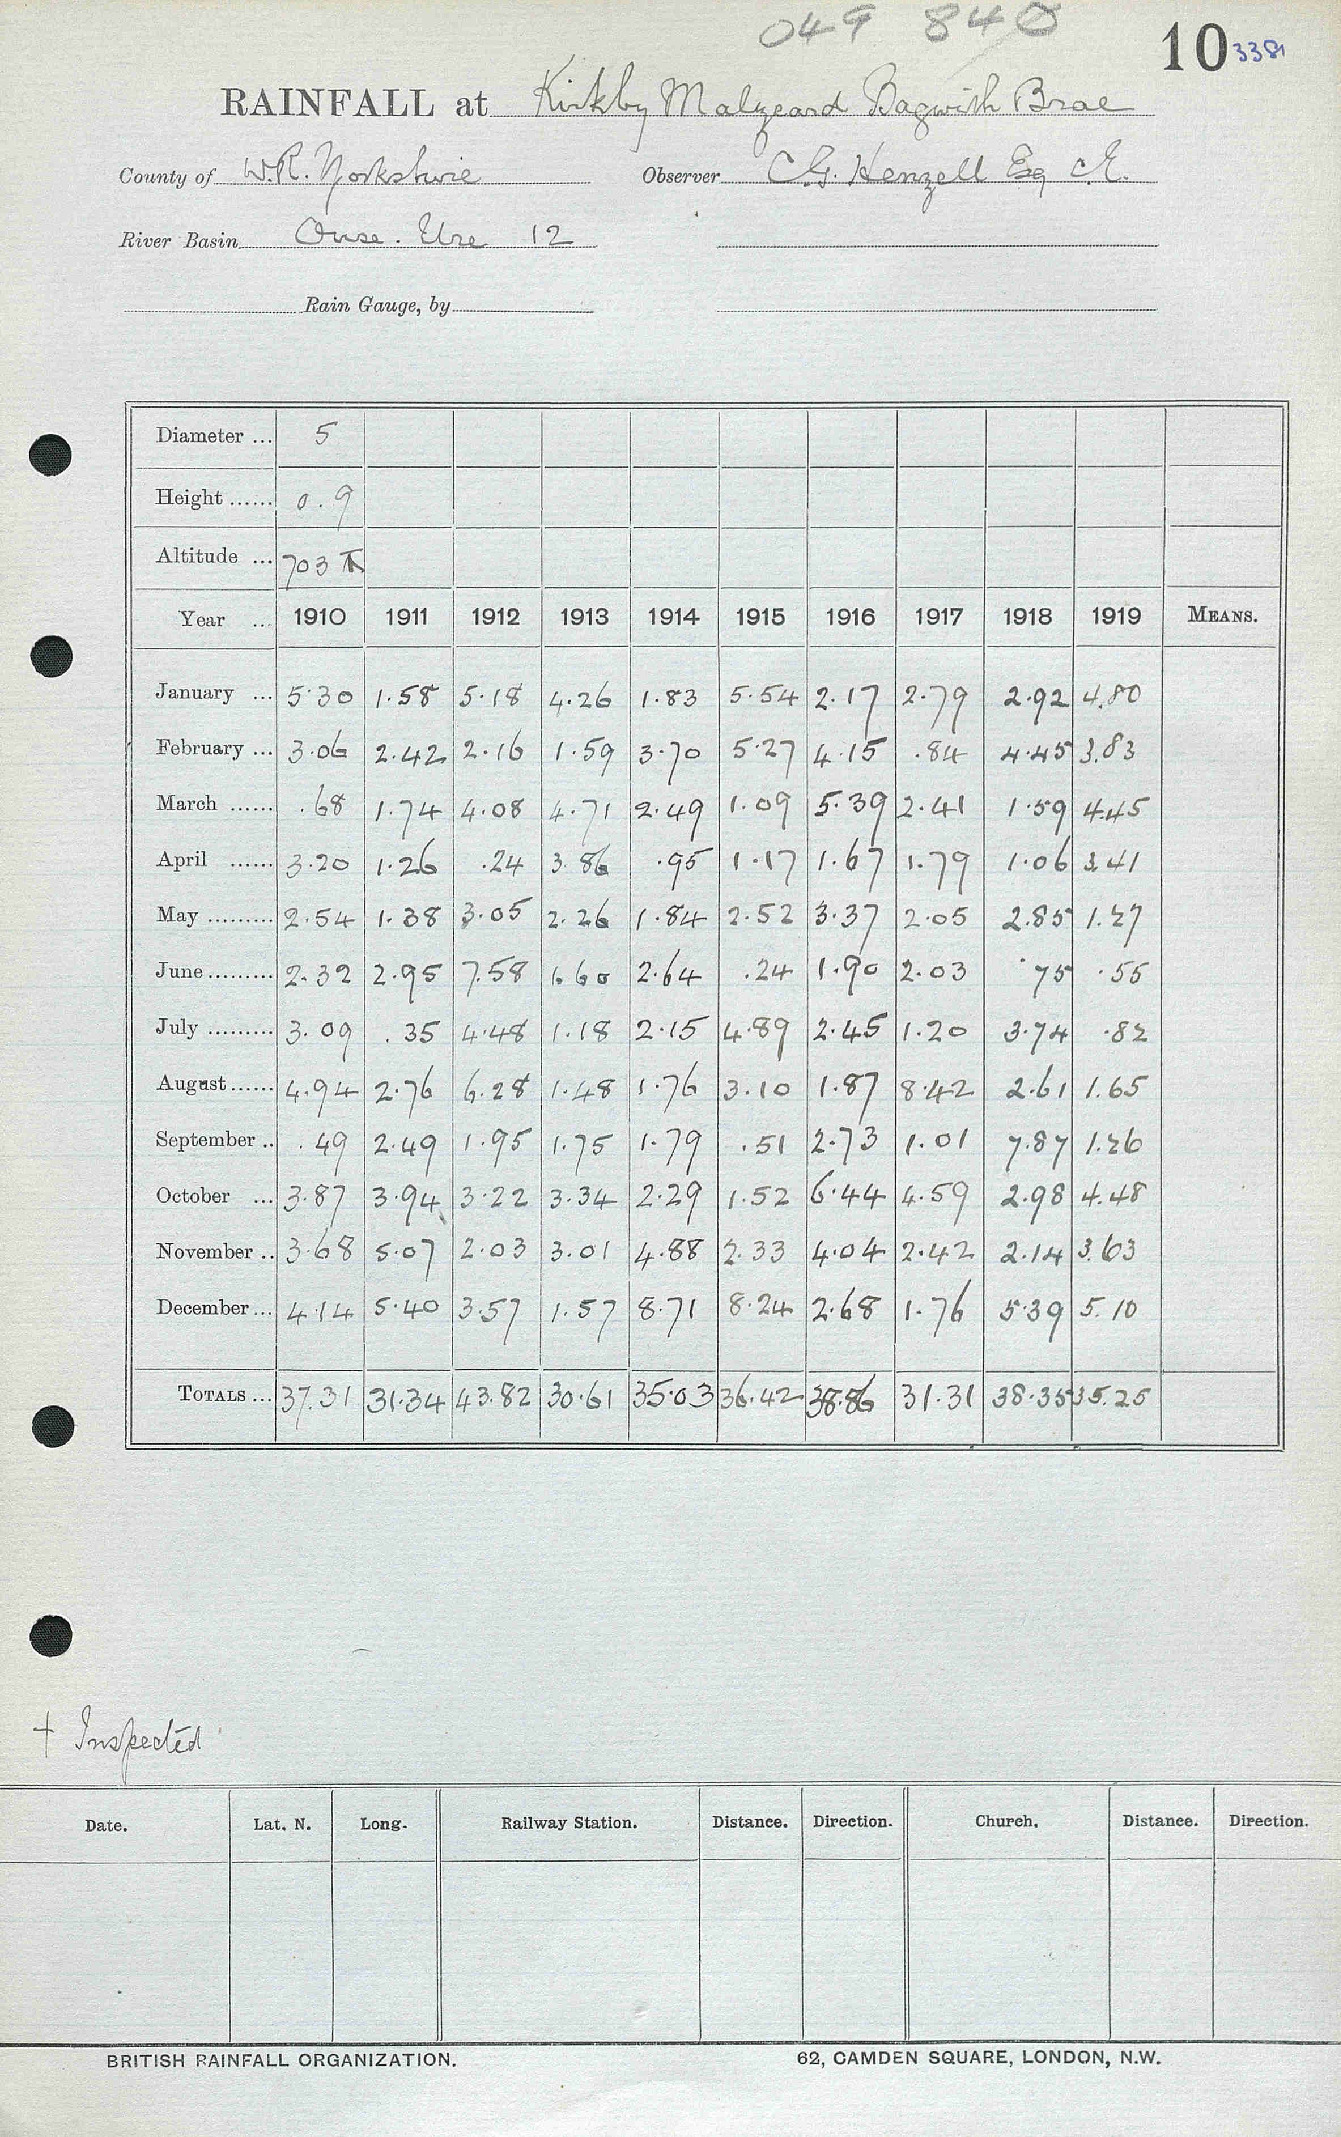 049 840
10 3381
RAINFALL at Kirkby Malzeard Bagwith Brae
County of W.R. Yorkshire Observer C.G. Henzell Esq C.E.
River Basin Ouse. Ure 12
Rain Gauge, by
Diameter ... 5
Height ...... 0.9
Altitude ... 703
Year ... 1910 1911 1912 1913 1914 1915 1916 1917 1918 1919 MEANS.
January ... 5.30 1.58 5.18 4.26 1.83 5.54 2.17 2.79 2.92 4.80
February ... 3.06 2.42 2.16 1.59 3.70 5.27 4.15 .84 4.45 3.83
March ...... .68 1.74 4.08 4.71 2.49 1.09 5.39 2.41 1.59 4.45
April ...... 3.20 1.26 .24 3.86 .95 1.17 1.67 1.79 1.06 3.41
May ......... 2.54 1.38 3.05 2.26 1.84 2.52 3.37 2.05 2.85 1.27
June ......... 2.32 2.95 7.58 1.60 2.64 .24 1.90 2.03 .75 .55
July ......... 3.09 .35 4.48 1.18 2.15 4.89 2.45 1.20 3.74 .82
August ...... 4.94 2.76 6.28 1.48 1.76 3.10 1.87 8.42 2.61 1.65
September .. .49 2.49 1.95 1.75 1.79 .51 2.73 1.01 7.87 1.26
October ... 3.87 3.94 3.22 3.34 2.29 1.52 6.44 4.59 2.98 4.48
November .. 3.68 5.07 2.03 3.01 4.88 2.33 4.04 2.42 2.14 3.63
December ... 4.14 5.40 3.57 1.57 8.71 8.24 2.68 1.76 5.39 5.10
TOTALS ... 37.31 31.34 43.82 30.61 35.03 36.42 38.86 31.31 38.35 35.25
+ Inspected
Date. Lat. N. Long. Railway Station. Distance. Direction. Church. Distance. Direction.
BRITISH RAINFALL ORGANIZATION. 62, CAMDEN SQUARE, LONDON, N.W.